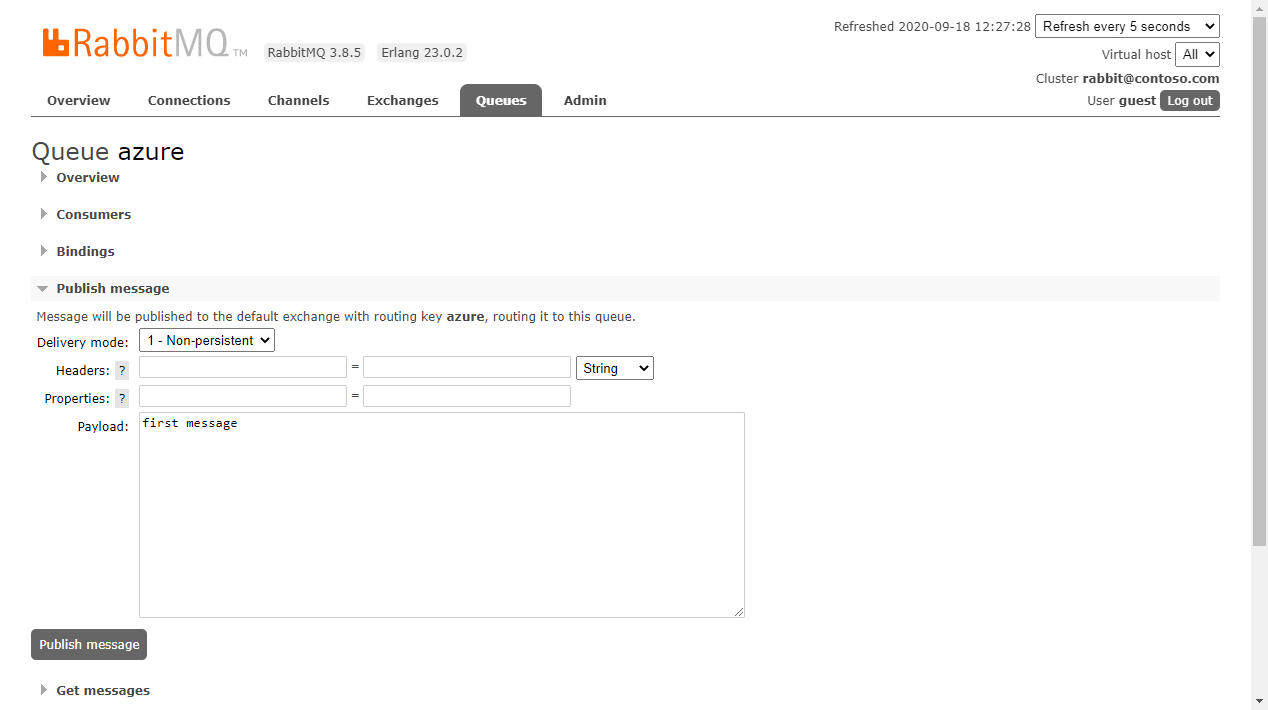 RabbitMQ TM RabbitMQ 3.8.5 Erlang 23.0.2
Refreshed 2020-09-18 12:27:28 Refresh every 5 seconds
Virtual host All
Cluster rabbit@contoso.com
User guest Log out
Overview Connections Channels Exchanges Queues Admin
Queue azure
Overview
Consumers
Bindings
Publish message
Message will be published to the default exchange with routing key azure, routing it to this queue.
Delivery mode: 1 - Non-persistent
Headers: ? = String
Properties: ? =
Payload: first message
Publish message
Get messages